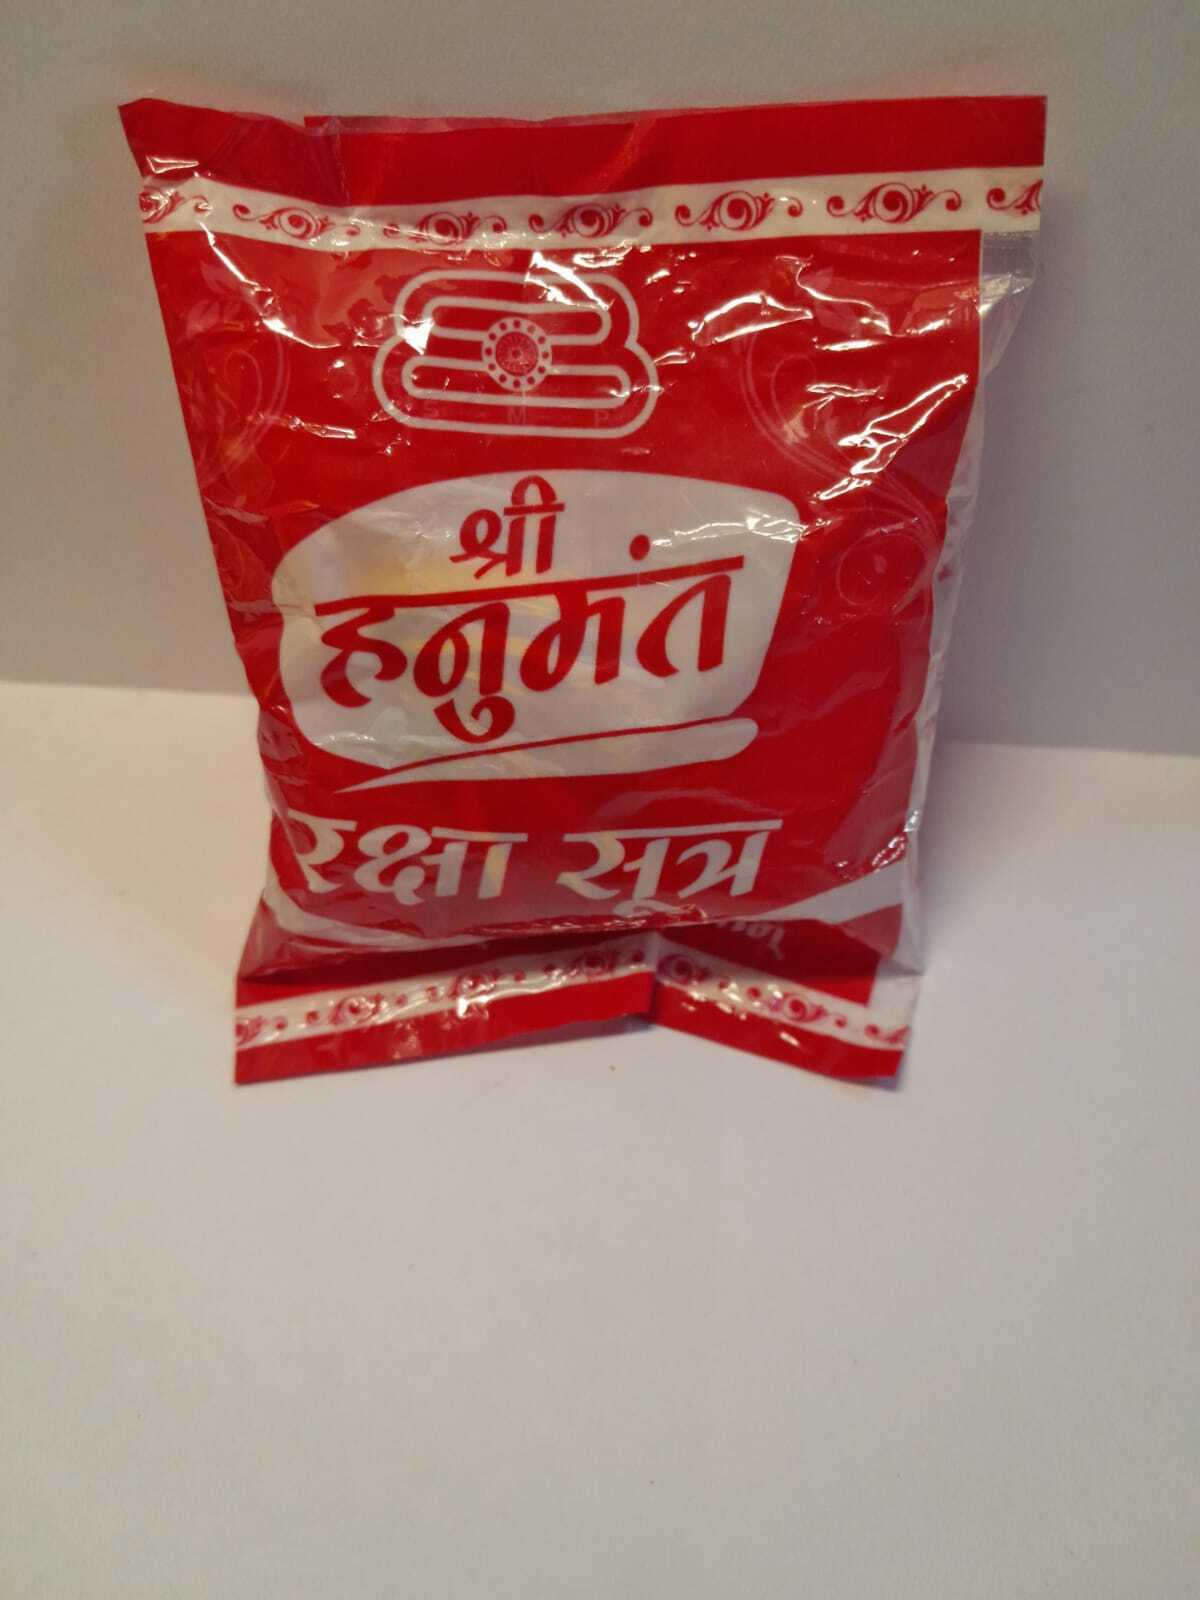 S M P
श्री
हनुमंत
रक्षा सूत्र